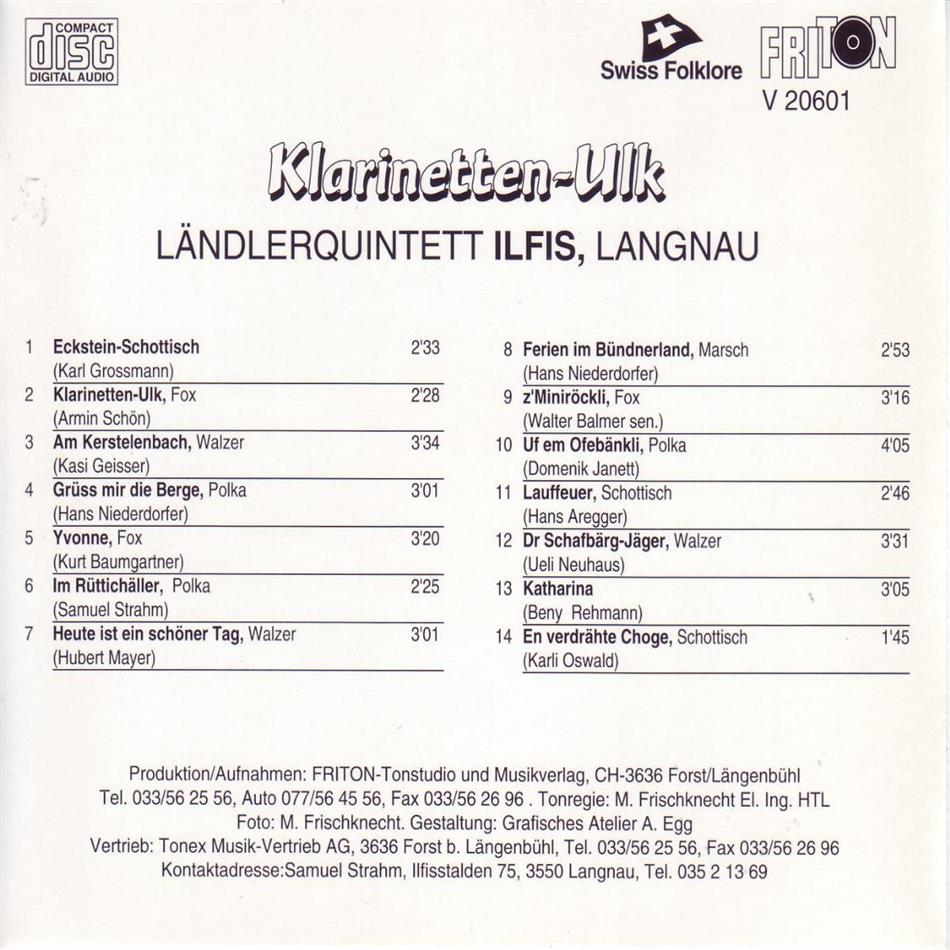 COMPACT
disc
DIGITAL AUDIO
Swiss Folklore
FRITON
V 20601
Klarinetten-Ulk
LÄNDLERQUINTETT ILFIS, LANGNAU
1 Eckstein-Schottisch 2'33
(Karl Grossmann)
2 Klarinetten-Ulk, Fox 2'28
(Armin Schön)
3 Am Kerstelenbach, Walzer 3'34
(Kasi Geisser)
4 Grüss mir die Berge, Polka 3'01
(Hans Niederdorfer)
5 Yvonne, Fox 3'20
(Kurt Baumgartner)
6 Im Rüttichäller, Polka 2'25
(Samuel Strahm)
7 Heute ist ein schöner Tag, Walzer 3'01
(Hubert Mayer)
8 Ferien im Bündnerland, Marsch 2'53
(Hans Niederdorfer)
9 z'Miniröckli, Fox 3'16
(Walter Balmer sen.)
10 Uf em Ofebänkli, Polka 4'05
(Domenik Janett)
11 Lauffeuer, Schottisch 2'46
(Hans Aregger)
12 Dr Schafbärg-Jäger, Walzer 3'31
(Ueli Neuhaus)
13 Katharina 3'05
(Beny Rehmann)
14 En verdrähte Choge, Schottisch 1'45
(Karli Oswald)
Produktion/Aufnahmen: FRITON-Tonstudio und Musikverlag, CH-3636 Forst/Längenbühl
Tel. 033/56 25 56, Auto 077/56 45 56, Fax 033/56 26 96 . Tonregie: M. Frischknecht El. Ing. HTL
Foto: M. Frischknecht. Gestaltung: Grafisches Atelier A. Egg
Vertrieb: Tonex Musik-Vertrieb AG, 3636 Forst b. Längenbühl, Tel. 033/56 25 56, Fax 033/56 26 96
Kontaktadresse:Samuel Strahm, Ilfisstalden 75, 3550 Langnau, Tel. 035 2 13 69